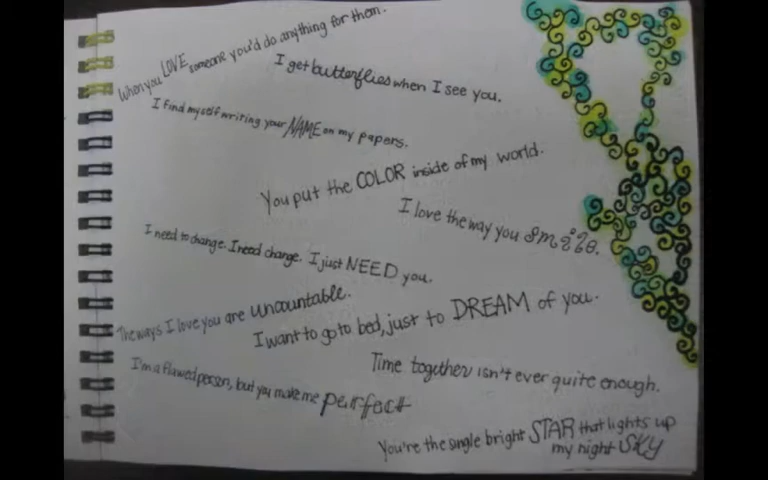 When you LOVE someone you'd do anything for them.
I get butterflies when I see you.
I find myself writing your NAME on my papers.
You put the COLOR inside of my world.
I love the way you smile.
I need to change. I need change. I just NEED you.
The ways I love you are uncountable.
I want to go to bed, just to DREAM of you.
Time together isn't ever quite enough.
I'm a flawed person, but you make me perfect
You're the single bright STAR that lights up
my night SKY